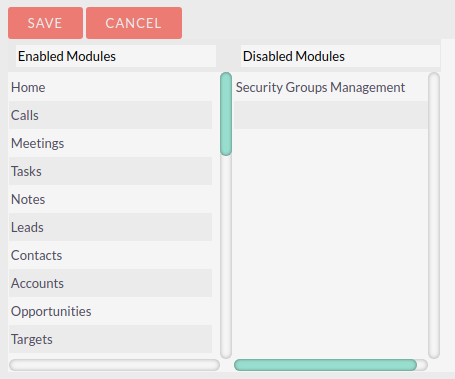 SAVE CANCEL
Enabled Modules Disabled Modules
Home Security Groups Management
Calls
Meetings
Tasks
Notes
Leads
Contacts
Accounts
Opportunities
Targets